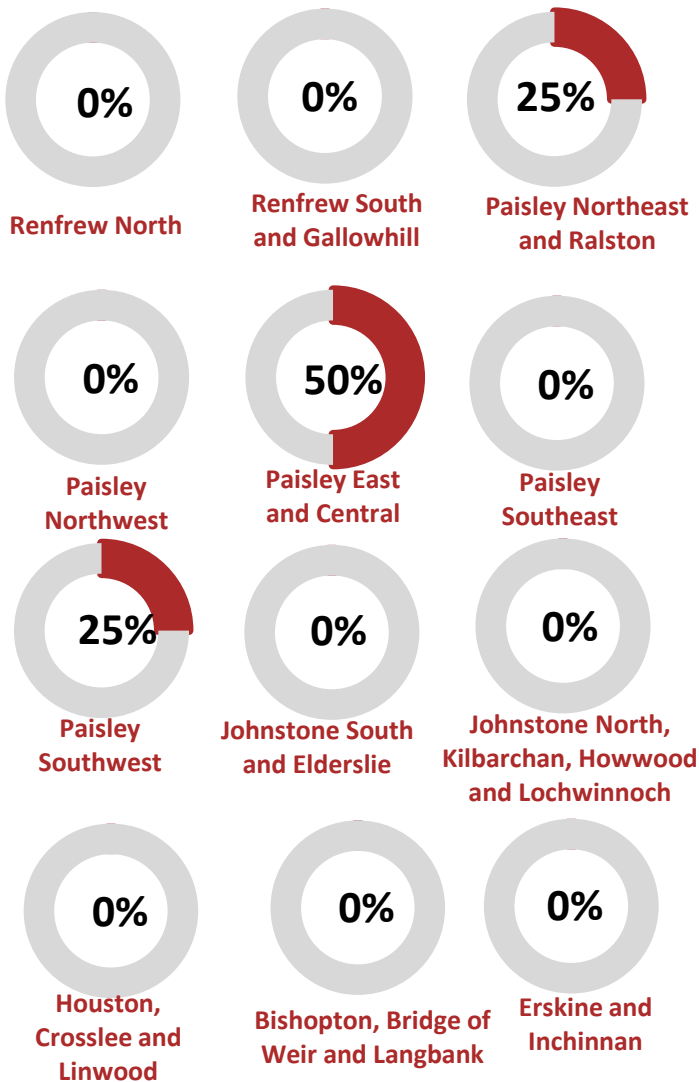 0%
0%
25%
Renfrew North
Renfrew South
and Gallowhill
Paisley Northeast
and Ralston
0%
50%
0%
Paisley
Northwest
Paisley East
and Central
Paisley
Southeast
25%
0%
0%
Paisley
Southwest
Johnstone South
and Elderslie
Johnstone North,
Kilbarchan, Howwood
and Lochwinnoch
0%
0%
0%
Houston,
Crosslee and
Linwood
Bishopton, Bridge of
Weir and Langbank
Erskine and
Inchinnan